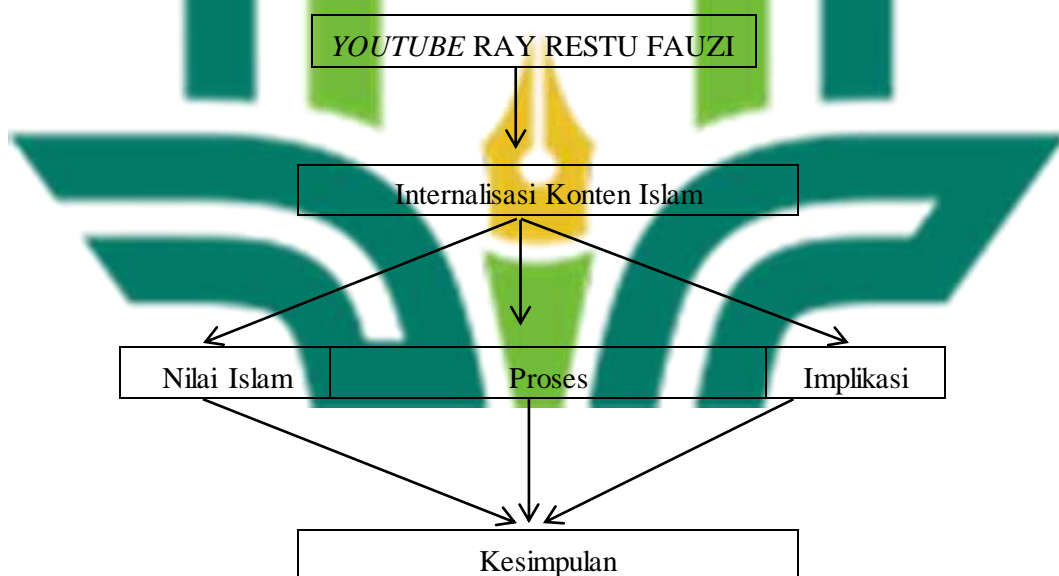 YOUTUBE RAY RESTU FAUZI
Internalisasi Konten Islam
Nilai Islam
Proses
Implikasi
Kesimpulan